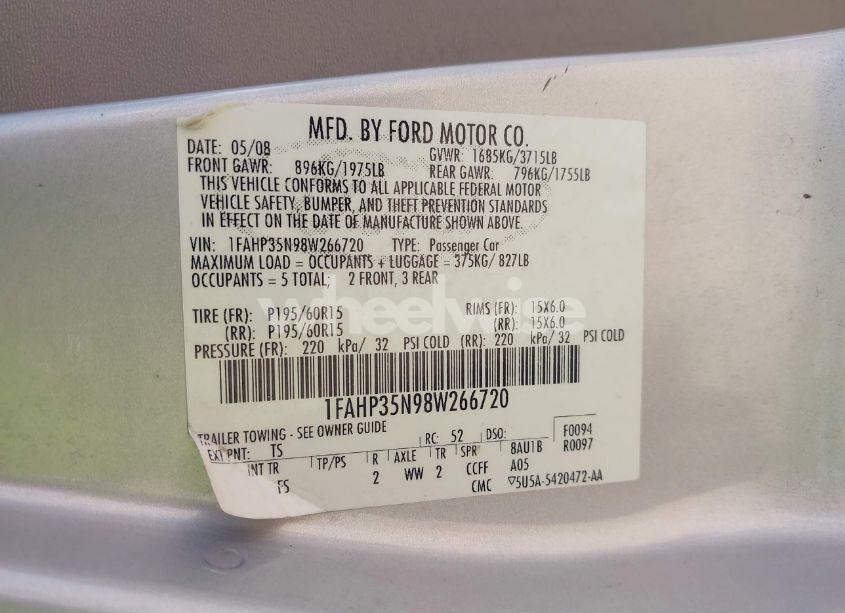 MFD. BY FORD MOTOR CO.
DATE: 05/08 GVWR: 1685KG/3715LB
FRONT GAWR: 896KG/1975LB REAR GAWR: 796KG/1755LB
THIS VEHICLE CONFORMS TO ALL APPLICABLE FEDERAL MOTOR
VEHICLE SAFETY, BUMPER, AND THEFT PREVENTION STANDARDS
IN EFFECT ON THE DATE OF MANUFACTURE SHOWN ABOVE.
VIN: 1FAHP35N98W266720 TYPE: Passenger Car
MAXIMUM LOAD = OCCUPANTS + LUGGAGE = 375KG/ 827LB
OCCUPANTS = 5 TOTAL: 2 FRONT, 3 REAR
wheelwise
TIRE (FR): P195/60R15 RIMS (FR): 15X6.0
(RR): P195/60R15 (RR): 15X6.0
PRESSURE (FR): 220 kPa/ 32 PSI COLD (RR): 220 kPa/ 32 PSI COLD
1FAHP35N98W266720
TRAILER TOWING - SEE OWNER GUIDE
EXT PNT: TS RC: 52 DSO: F0094
INT TR TP/PS R AXLE TR SPR 8AU1B R0097
FS 2 WW 2 CCFF A05
CMC ▽5U5A-5420472-AA